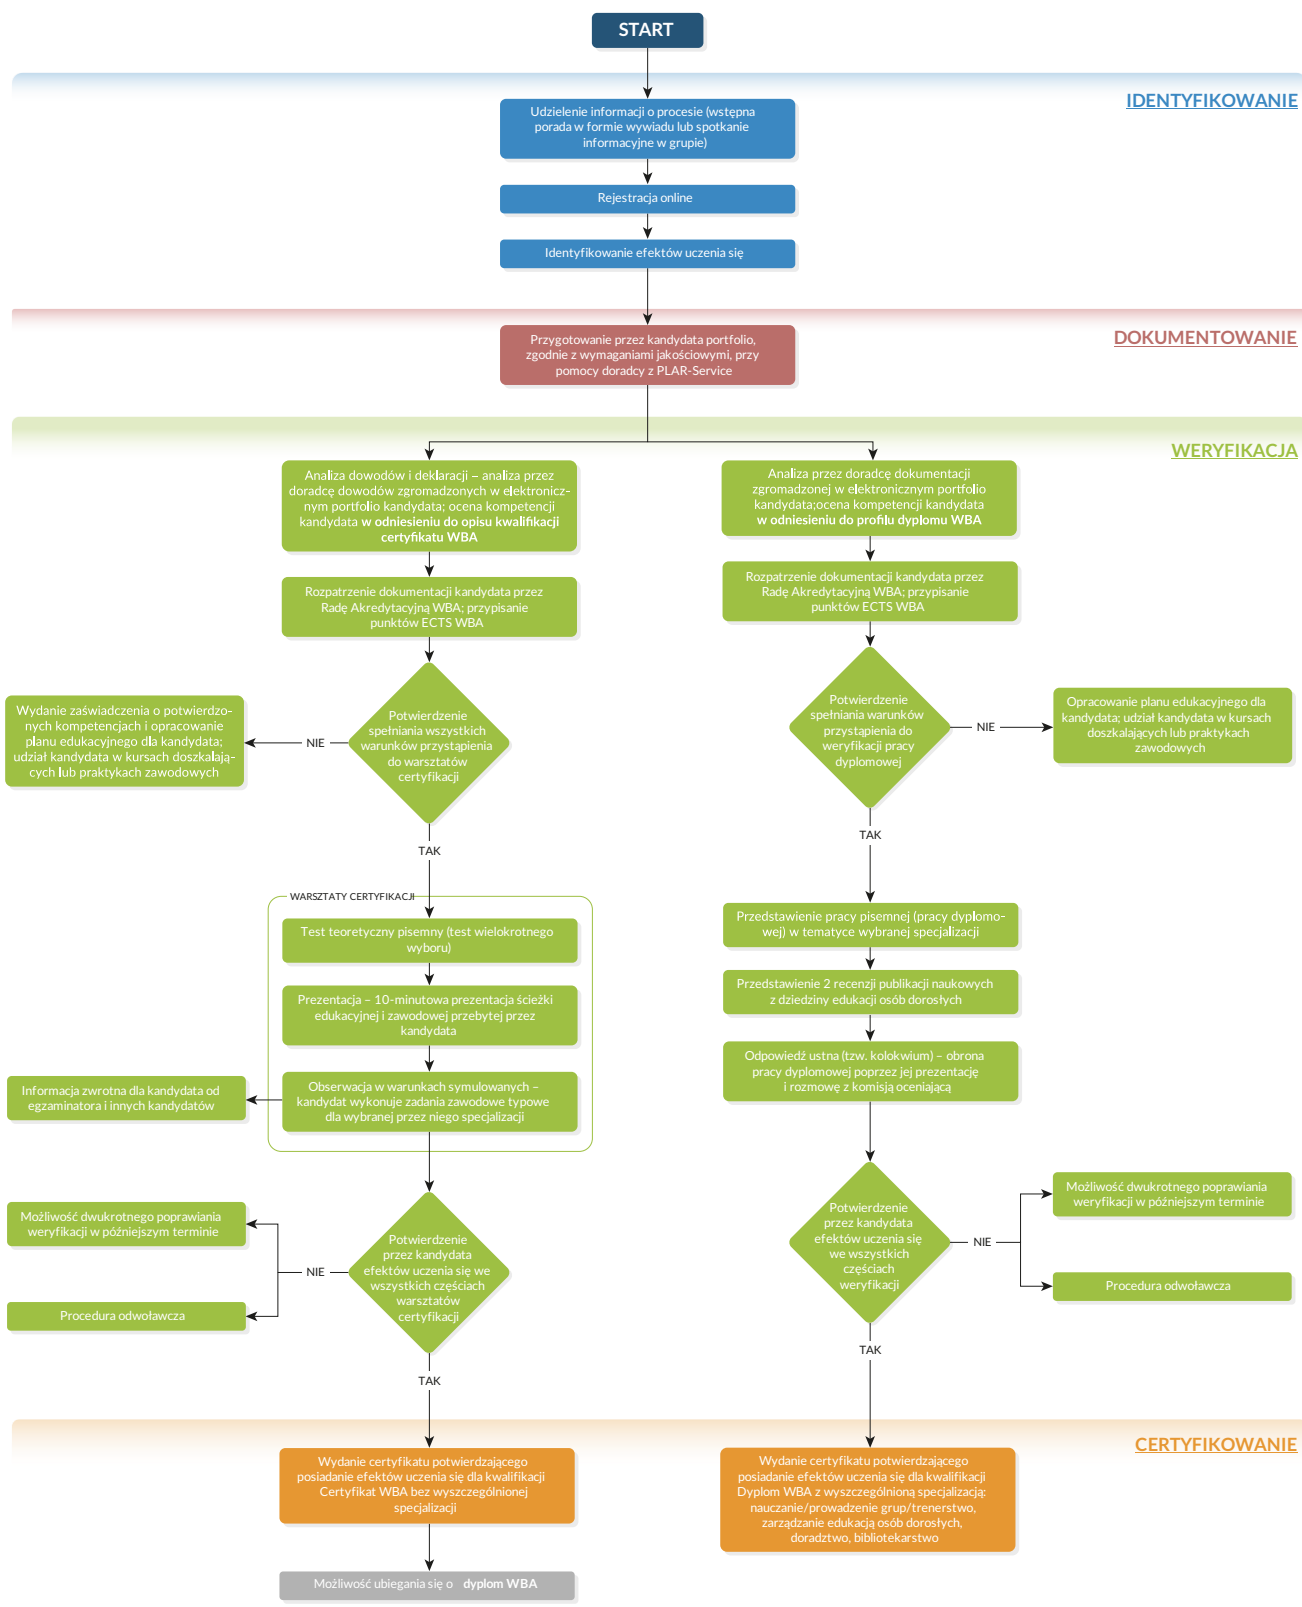 START
IDENTYFIKOWANIE
Udzielenie informacji o procesie (wstępna
porada w formie wywiadu lub spotkanie
informacyjne w grupie)
Rejestracja online
Identyfikowanie efektów uczenia się
DOKUMENTOWANIE
Przygotowanie przez kandydata portfolio,
zgodnie z wymaganiami jakościowymi, przy
pomocy doradcy z PLAR-Service
WERYFIKACJA
Analiza dowodów i deklaracji – analiza przez
doradcę dowodów zgromadzonych w elektronicz-
nym portfolio kandydata; ocena kompetencji
kandydata w odniesieniu do opisu kwalifikacji
certyfikatu WBA
Rozpatrzenie dokumentacji kandydata przez
Radę Akredytacyjną WBA; przypisanie
punktów ECTS WBA
Potwierdzenie
spełniania wszystkich
warunków przystąpienia
do warsztatów
certyfikacji
NIE
Wydanie zaświadczenia o potwierdzo-
nych kompetencjach i opracowanie
planu edukacyjnego dla kandydata;
udział kandydata w kursach doszkalają-
cych lub praktykach zawodowych
TAK
WARSZTATY CERTYFIKACJI
Test teoretyczny pisemny (test wielokrotnego
wyboru)
Prezentacja – 10-minutowa prezentacja ścieżki
edukacyjnej i zawodowej przebytej przez
kandydata
Obserwacja w warunkach symulowanych –
kandydat wykonuje zadania zawodowe typowe
dla wybranej przez niego specjalizacji
Informacja zwrotna dla kandydata od
egzaminatora i innych kandydatów
Potwierdzenie
przez kandydata
efektów uczenia się we
wszystkich częściach
warsztatów
certyfikacji
NIE
Możliwość dwukrotnego poprawiania
weryfikacji w późniejszym terminie
Procedura odwoławcza
TAK
Analiza przez doradcę dokumentacji
zgromadzonej w elektronicznym portfolio
kandydata;ocena kompetencji kandydata
w odniesieniu do profilu dyplomu WBA
Rozpatrzenie dokumentacji kandydata przez
Radę Akredytacyjną WBA; przypisanie
punktów ECTS WBA
Potwierdzenie
spełniania warunków
przystąpienia do
weryfikacji pracy
dyplomowej
NIE
Opracowanie planu edukacyjnego dla
kandydata; udział kandydata w kursach
doszkalających lub praktykach
zawodowych
TAK
Przedstawienie pracy pisemnej (pracy dyplomo-
wej) w tematyce wybranej specjalizacji
Przedstawienie 2 recenzji publikacji naukowych
z dziedziny edukacji osób dorosłych
Odpowiedź ustna (tzw. kolokwium) – obrona
pracy dyplomowej poprzez jej prezentację
i rozmowę z komisją oceniającą
Potwierdzenie
przez kandydata
efektów uczenia się
we wszystkich
częściach
weryfikacji
NIE
Możliwość dwukrotnego poprawiania
weryfikacji w późniejszym terminie
Procedura odwoławcza
TAK
CERTYFIKOWANIE
Wydanie certyfikatu potwierdzającego
posiadanie efektów uczenia się dla kwalifikacji
Certyfikat WBA bez wyszczególnionej
specjalizacji
Możliwość ubiegania się o dyplom WBA
Wydanie certyfikatu potwierdzającego
posiadanie efektów uczenia się dla kwalifikacji
Dyplom WBA z wyszczególnioną specjalizacją:
nauczanie/prowadzenie grup/trenerstwo,
zarządzanie edukacją osób dorosłych,
doradztwo, bibliotekarstwo